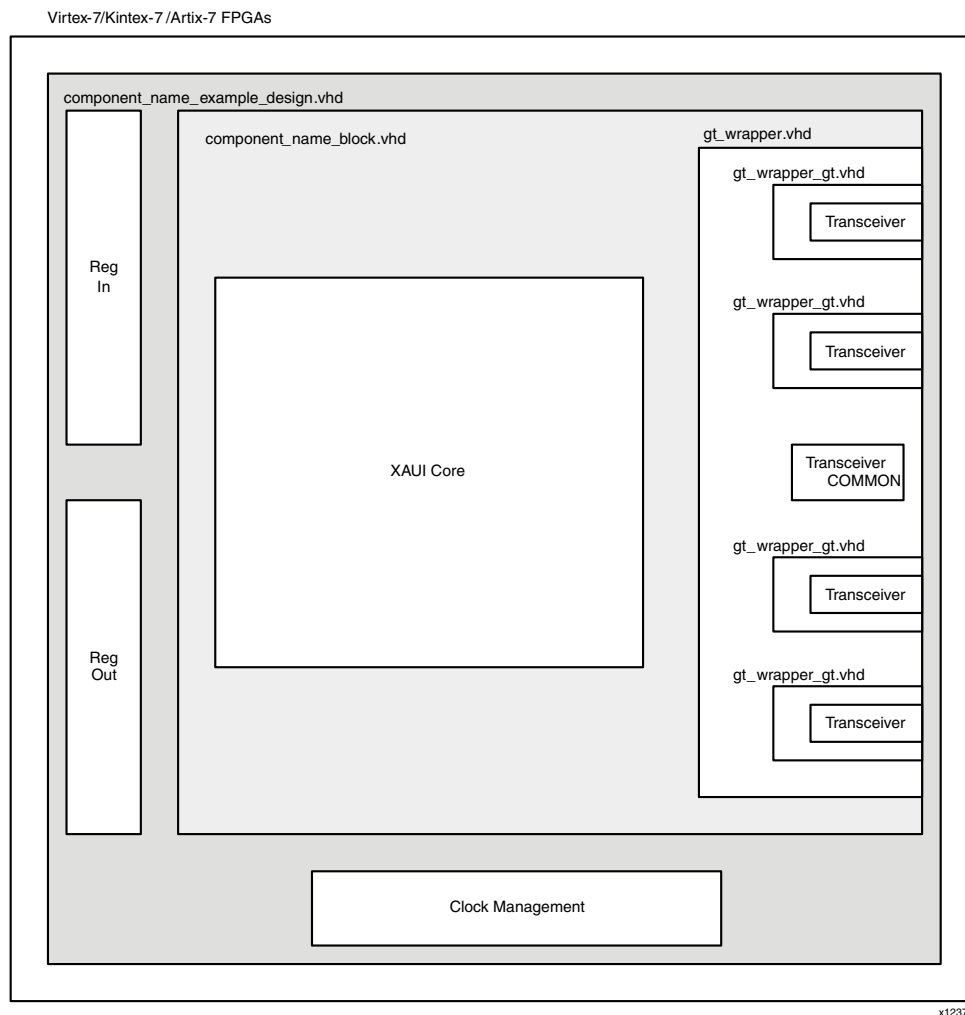 Virtex-7/Kintex-7 /Artix-7 FPGAs
component_name_example_design.vhd
component_name_block.vhd
gt_wrapper.vhd
gt_wrapper_gt.vhd
Transceiver
Reg
In
gt_wrapper_gt.vhd
Transceiver
XAUI Core
Transceiver
COMMON
gt_wrapper_gt.vhd
Transceiver
Reg
Out
gt_wrapper_gt.vhd
Transceiver
Clock Management
x1237